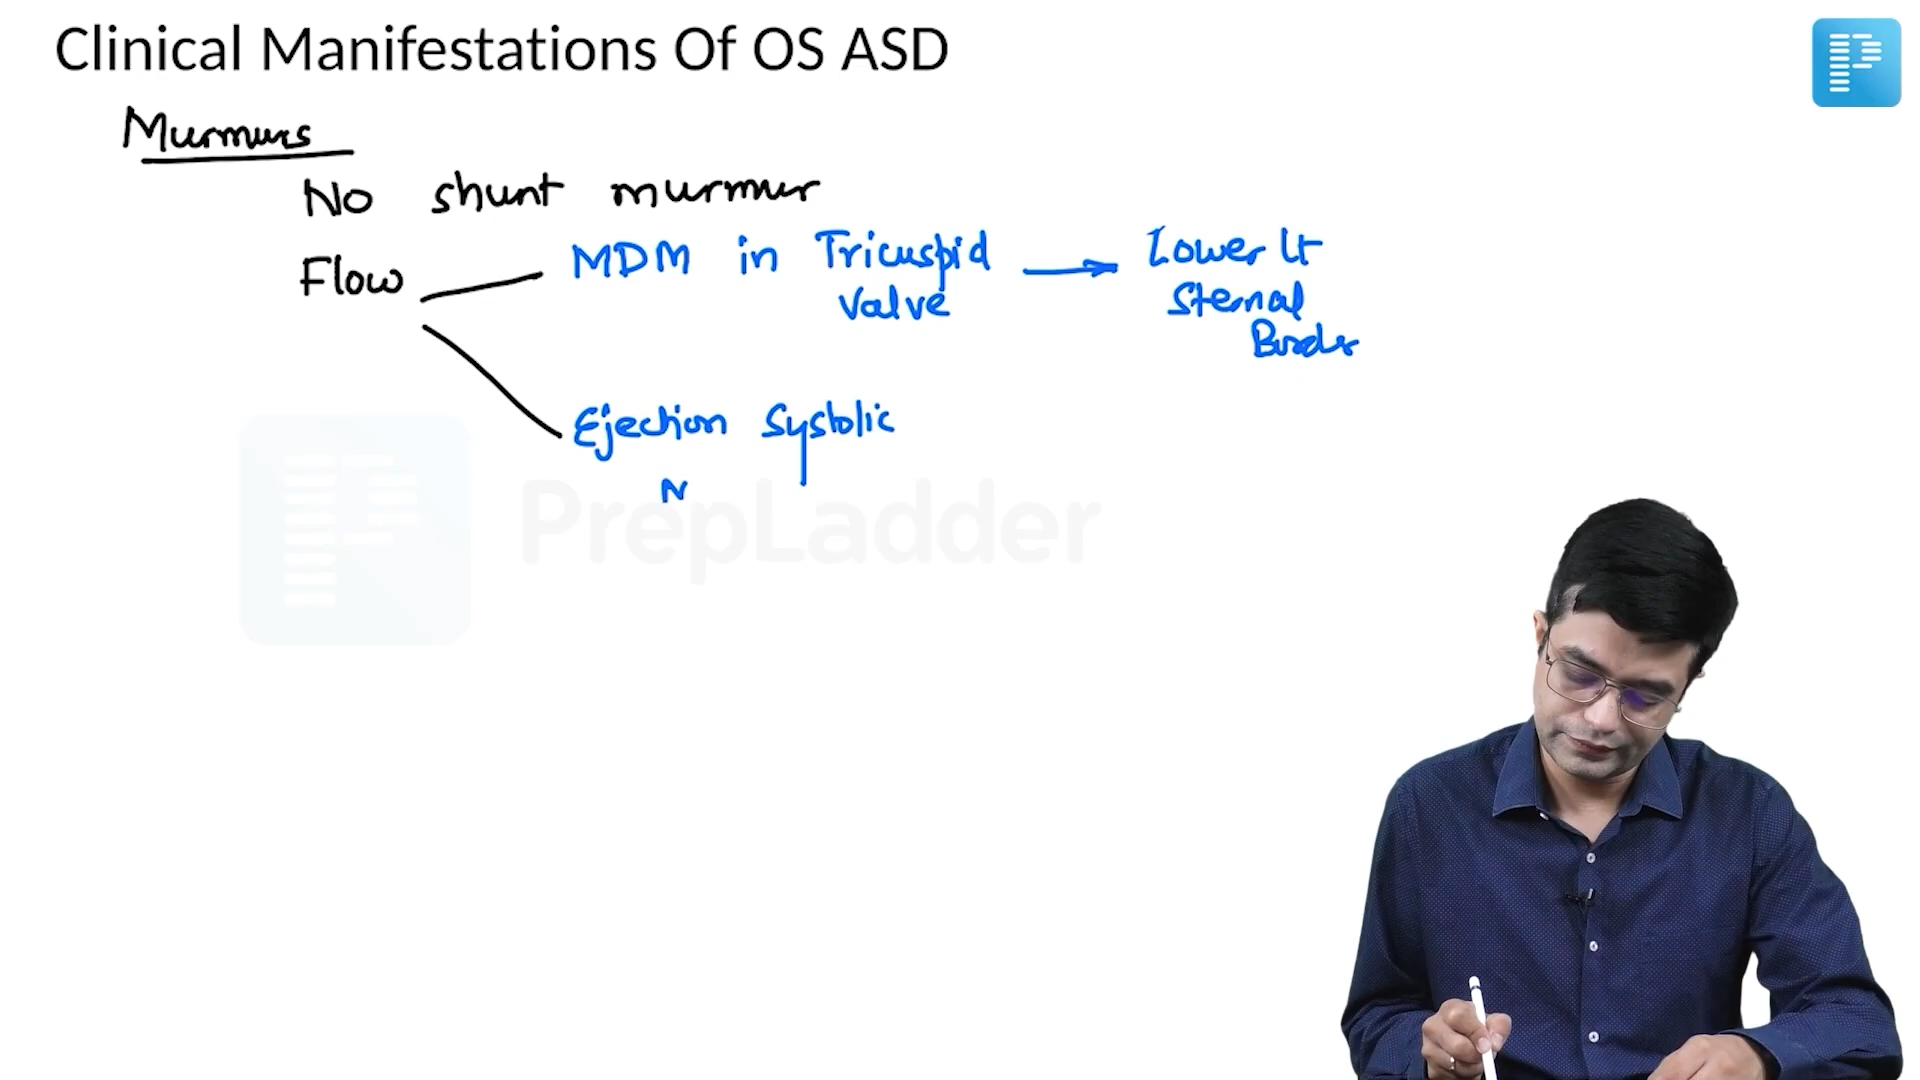 Clinical Manifestations Of OS ASD
Murmurs
No shunt murmur
Flow
MDM in Tricuspid
Valve
Lower Lt
Sternal
Border
Ejection Systolic
N
PrepLadder